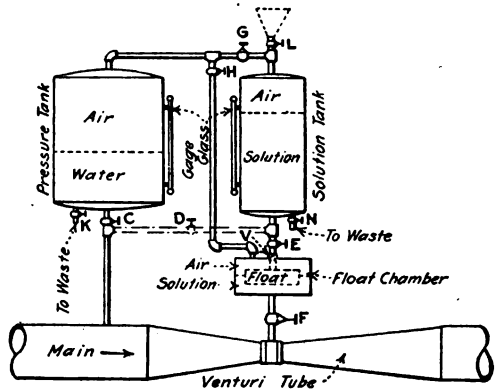 G
L
H
Pressure Tank
Air
Water
Gage Glass
Air
Solution
Solution Tank
K
C
D
N
To Waste
To Waste
V
E
Air
Solution
Float
Float Chamber
F
Main
Venturi Tube